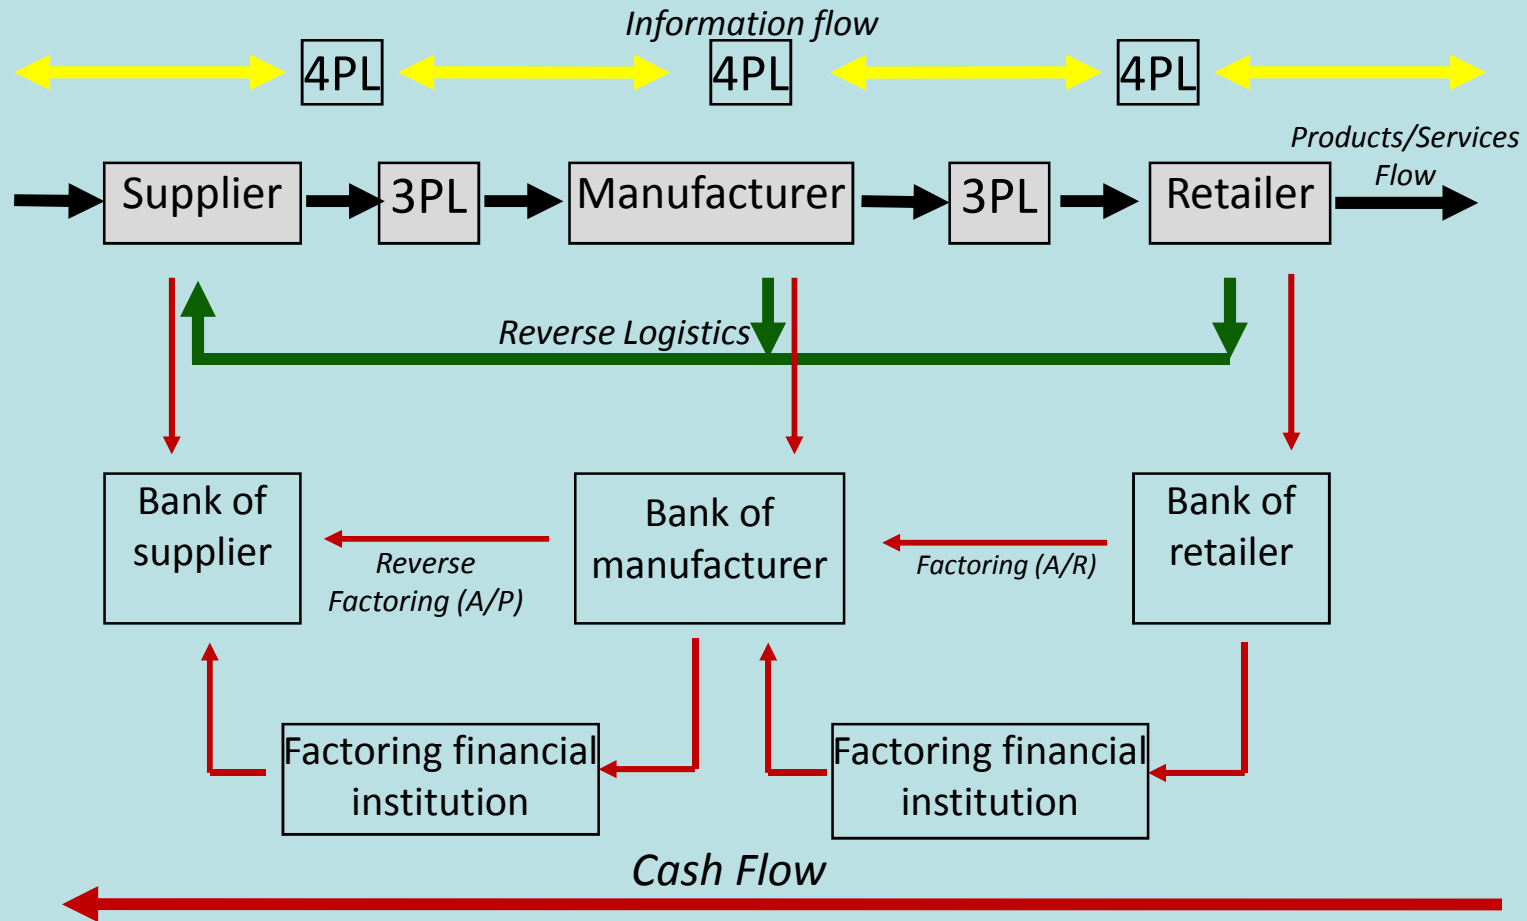 Information flow
4PL
4PL
4PL
Products/Services
Flow
Supplier
3PL
Manufacturer
3PL
Retailer
Reverse Logistics
Bank of
supplier
Reverse
Factoring (A/P)
Bank of
manufacturer
Factoring (A/R)
Bank of
retailer
Factoring financial
institution
Factoring financial
institution
Cash Flow